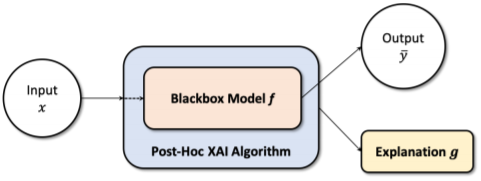 Input
x
Blackbox Model f
Post-Hoc XAI Algorithm
Output
ȳ
Explanation g